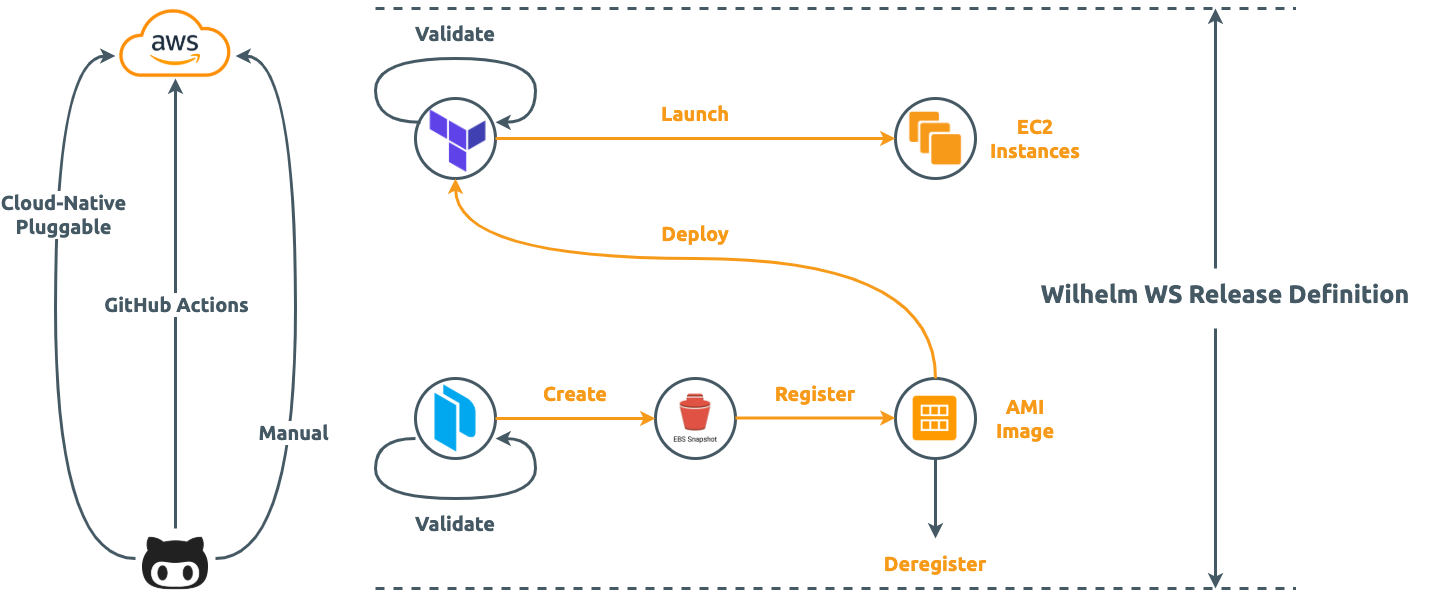 aws
Validate
Launch
EC2
Instances
Cloud-Native
Pluggable
Deploy
GitHub Actions
Wilhelm WS Release Definition
Create
Register
Manual
EBS Snapshot
AMI
Image
Validate
Deregister